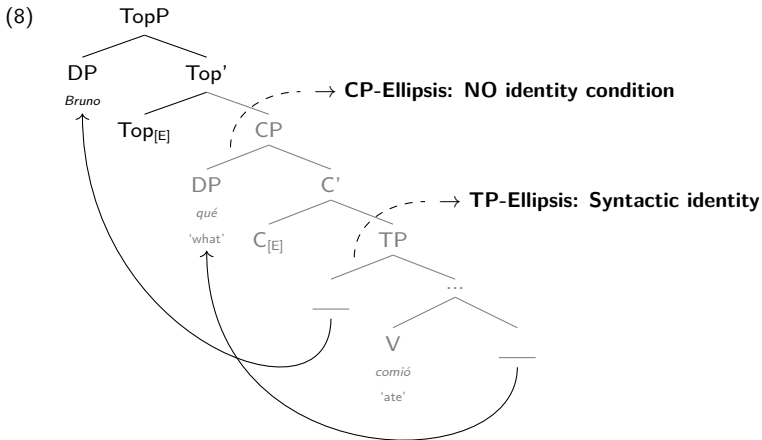 (8)
TopP
DP Top'
Bruno
→ CP-Ellipsis: NO identity condition
Top[E] CP
DP C'
qué
'what'
→ TP-Ellipsis: Syntactic identity
C[E] TP
...
V
comió
'ate'